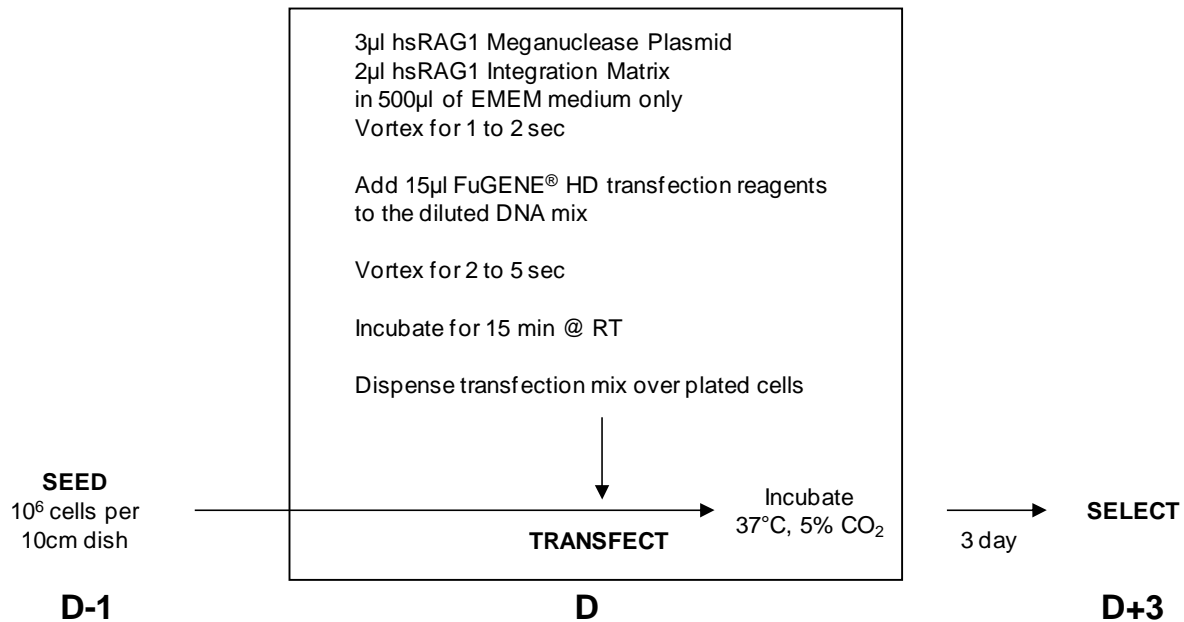 3µl hsRAG1 Meganuclease Plasmid
2µl hsRAG1 Integration Matrix
in 500µl of EMEM medium only
Vortex for 1 to 2 sec
Add 15µl FuGENE® HD transfection reagents
to the diluted DNA mix
Vortex for 2 to 5 sec
Incubate for 15 min @ RT
Dispense transfection mix over plated cells
SEED
10⁶ cells per
10cm dish
TRANSFECT
Incubate
37°C, 5% CO₂
3 day
SELECT
D-1
D
D+3